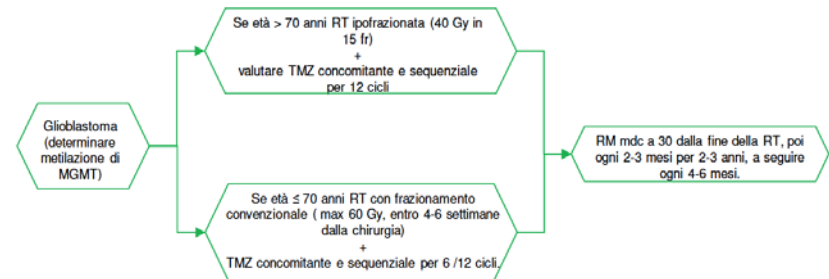 Se età > 70 anni RT ipofrazionata (40 Gy in
15 fr)
+
valutare TMZ concomitante e sequenziale
per 12 cicli
Glioblastoma
(determinare
metilazione di
MGMT)
RM mdc a 30 dalla fine della RT, poi
ogni 2-3 mesi per 2-3 anni, a seguire
ogni 4-6 mesi.
Se età ≤ 70 anni RT con frazionamento
convenzionale ( max 60 Gy, entro 4-6 settimane
dalla chirurgia)
+
TMZ concomitante e sequenziale per 6 /12 cicli.